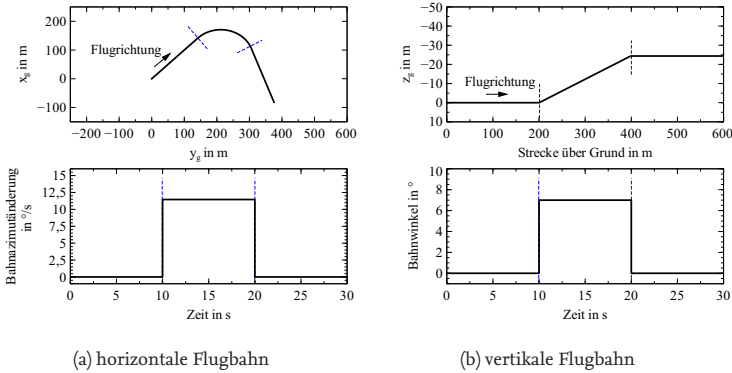 200
100
0
−100
x_g in m
Flugrichtung
−200 −100 0 100 200 300 400 500 600
y_g in m
15
12,5
10
7,5
5
2,5
0
Bahnazimutänderung
in °/s
0 5 10 15 20 25 30
Zeit in s
(a) horizontale Flugbahn
−50
−40
−30
−20
−10
0
10
z_g in m
Flugrichtung
0 100 200 300 400 500 600
Strecke über Grund in m
10
8
6
4
2
0
Bahnwinkel in °
0 5 10 15 20 25 30
Zeit in s
(b) vertikale Flugbahn